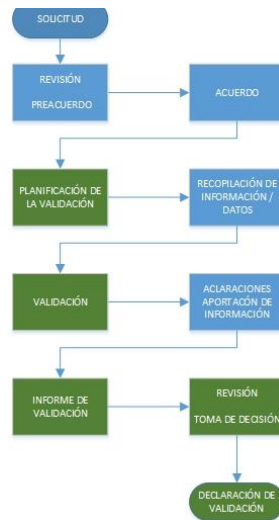 SOLICITUD
REVISIÓN
PREACUERDO
ACUERDO
PLANIFICACIÓN DE
LA VALIDACIÓN
RECOPILACIÓN DE
INFORMACIÓN /
DATOS
VALIDACIÓN
ACLARACIONES
APORTACÓN DE
INFORMACIÓN
INFORME DE
VALIDACIÓN
REVISIÓN
TOMA DE DECISIÓN
DECLARACIÓN DE
VALIDACIÓN